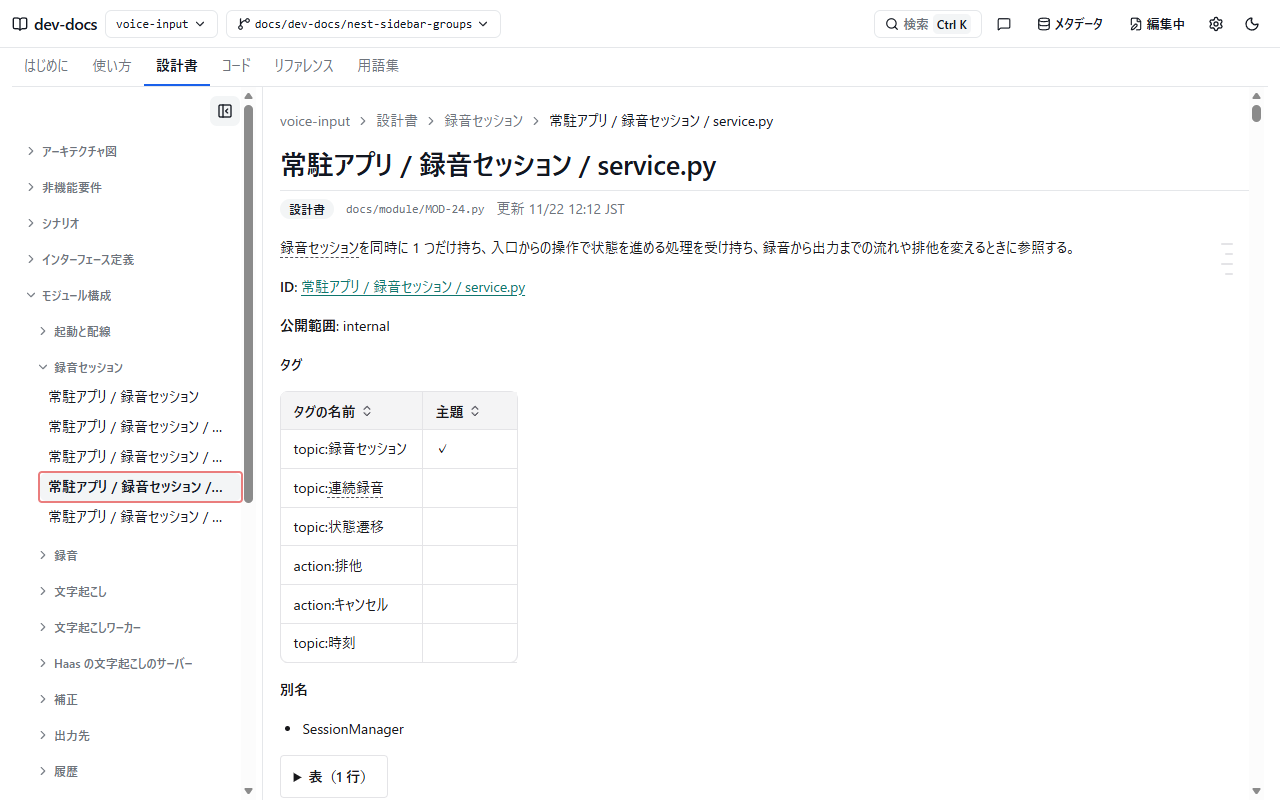 dev-docs
voice-input
docs/dev-docs/nest-sidebar-groups
検索 Ctrl K
メタデータ
編集中
はじめに
使い方
設計書
コード
リファレンス
用語集
アーキテクチャ図
非機能要件
シナリオ
インターフェース定義
モジュール構成
起動と配線
録音セッション
常駐アプリ / 録音セッション
常駐アプリ / 録音セッション / ...
常駐アプリ / 録音セッション / ...
常駐アプリ / 録音セッション /...
常駐アプリ / 録音セッション / ...
録音
文字起こし
文字起こしワーカー
Haas の文字起こしのサーバー
補正
出力先
履歴
voice-input > 設計書 > 録音セッション > 常駐アプリ / 録音セッション / service.py
常駐アプリ / 録音セッション / service.py
設計書 docs/module/MOD-24.py 更新 11/22 12:12 JST
録音セッションを同時に 1 つだけ持ち、入口からの操作で状態を進める処理を受け持ち、録音から出力までの流れや排他を変えるときに参照する。
ID: 常駐アプリ / 録音セッション / service.py
公開範囲: internal
タグ
タグの名前 主題
topic:録音セッション ✓
topic:連続録音
topic:状態遷移
action:排他
action:キャンセル
topic:時刻
別名
• SessionManager
▶ 表（1 行）